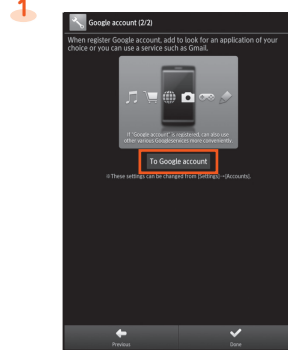 1
Google account (2/2)
When register Google account, add to look for an application of your
choice or you can use a service such as Gmail.
If "Google account" is registered, can also use
other various Googleservices more conveniently.
To Google account
※These settings can be changed from [Settings]→[Accounts].
Previous
Done